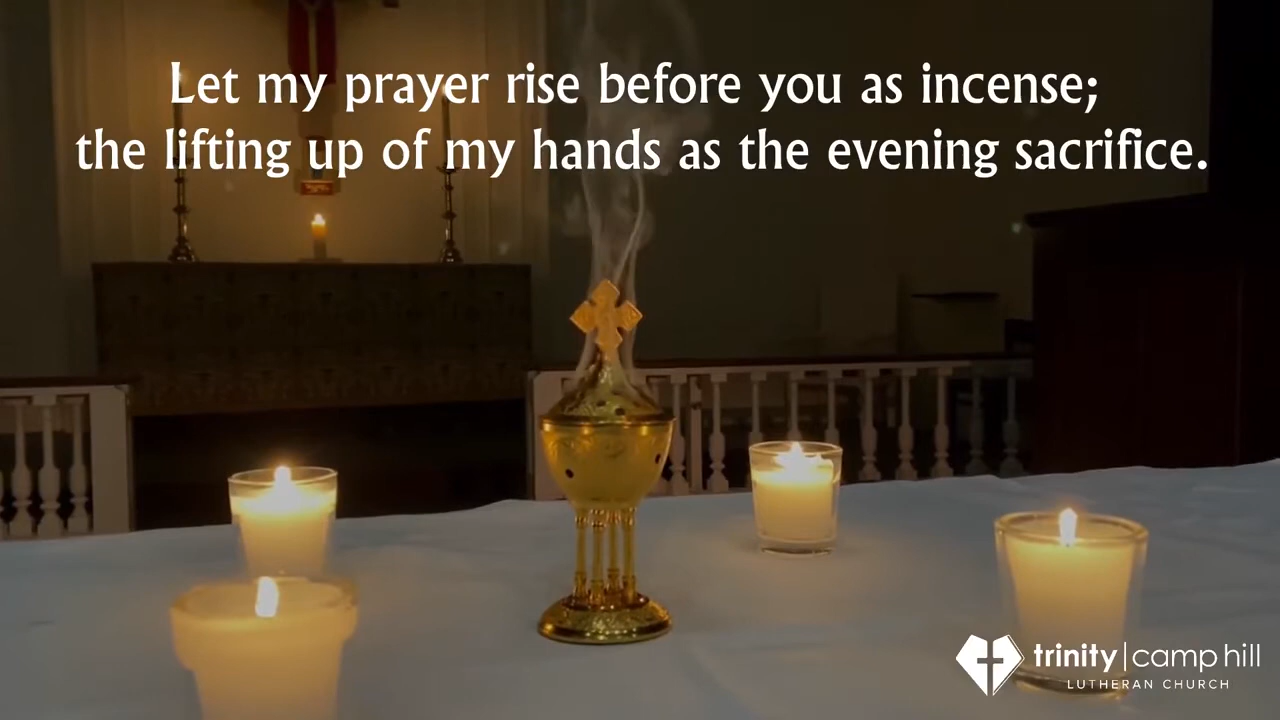 Let my prayer rise before you as incense;
the lifting up of my hands as the evening sacrifice.
trinity|camp hill
LUTHERAN CHURCH